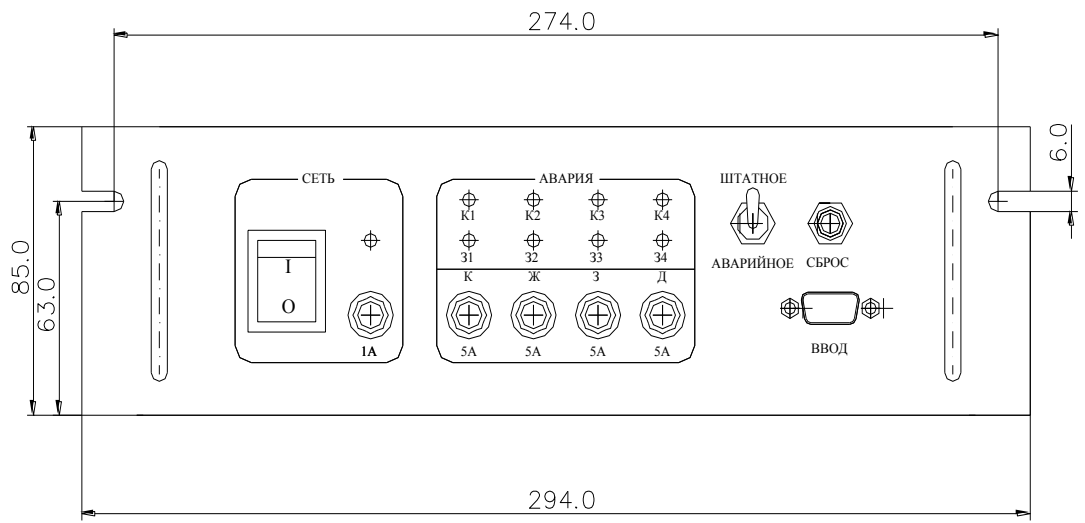 274.0
6.0
85.0
63.0
СЕТЬ
I
O
1А
АВАРИЯ
К1 К2 К3 К4
З1 З2 З3 З4
К Ж З Д
5А 5А 5А 5А
ШТАТНОЕ
АВАРИЙНОЕ СБРОС
ВВОД
294.0